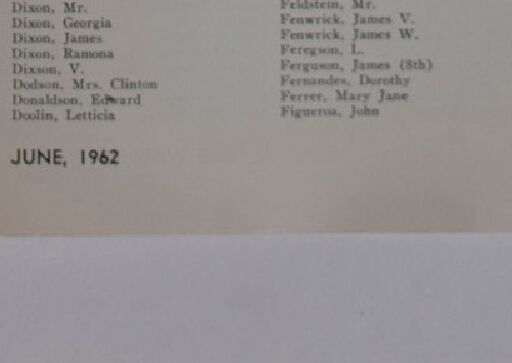 Dixon, Mr.
Dixon, Georgia
Dixon, James
Dixon, Ramona
Dixson, V.
Dodson, Mrs. Clinton
Donaldson, Edward
Doolin, Letticia
Feldstein, Mr.
Fenwrick, James V.
Fenwrick, James W.
Feregson, L.
Ferguson, James (8th)
Fernandes, Dorothy
Ferrer, Mary Jane
Figueroa, John
JUNE, 1962